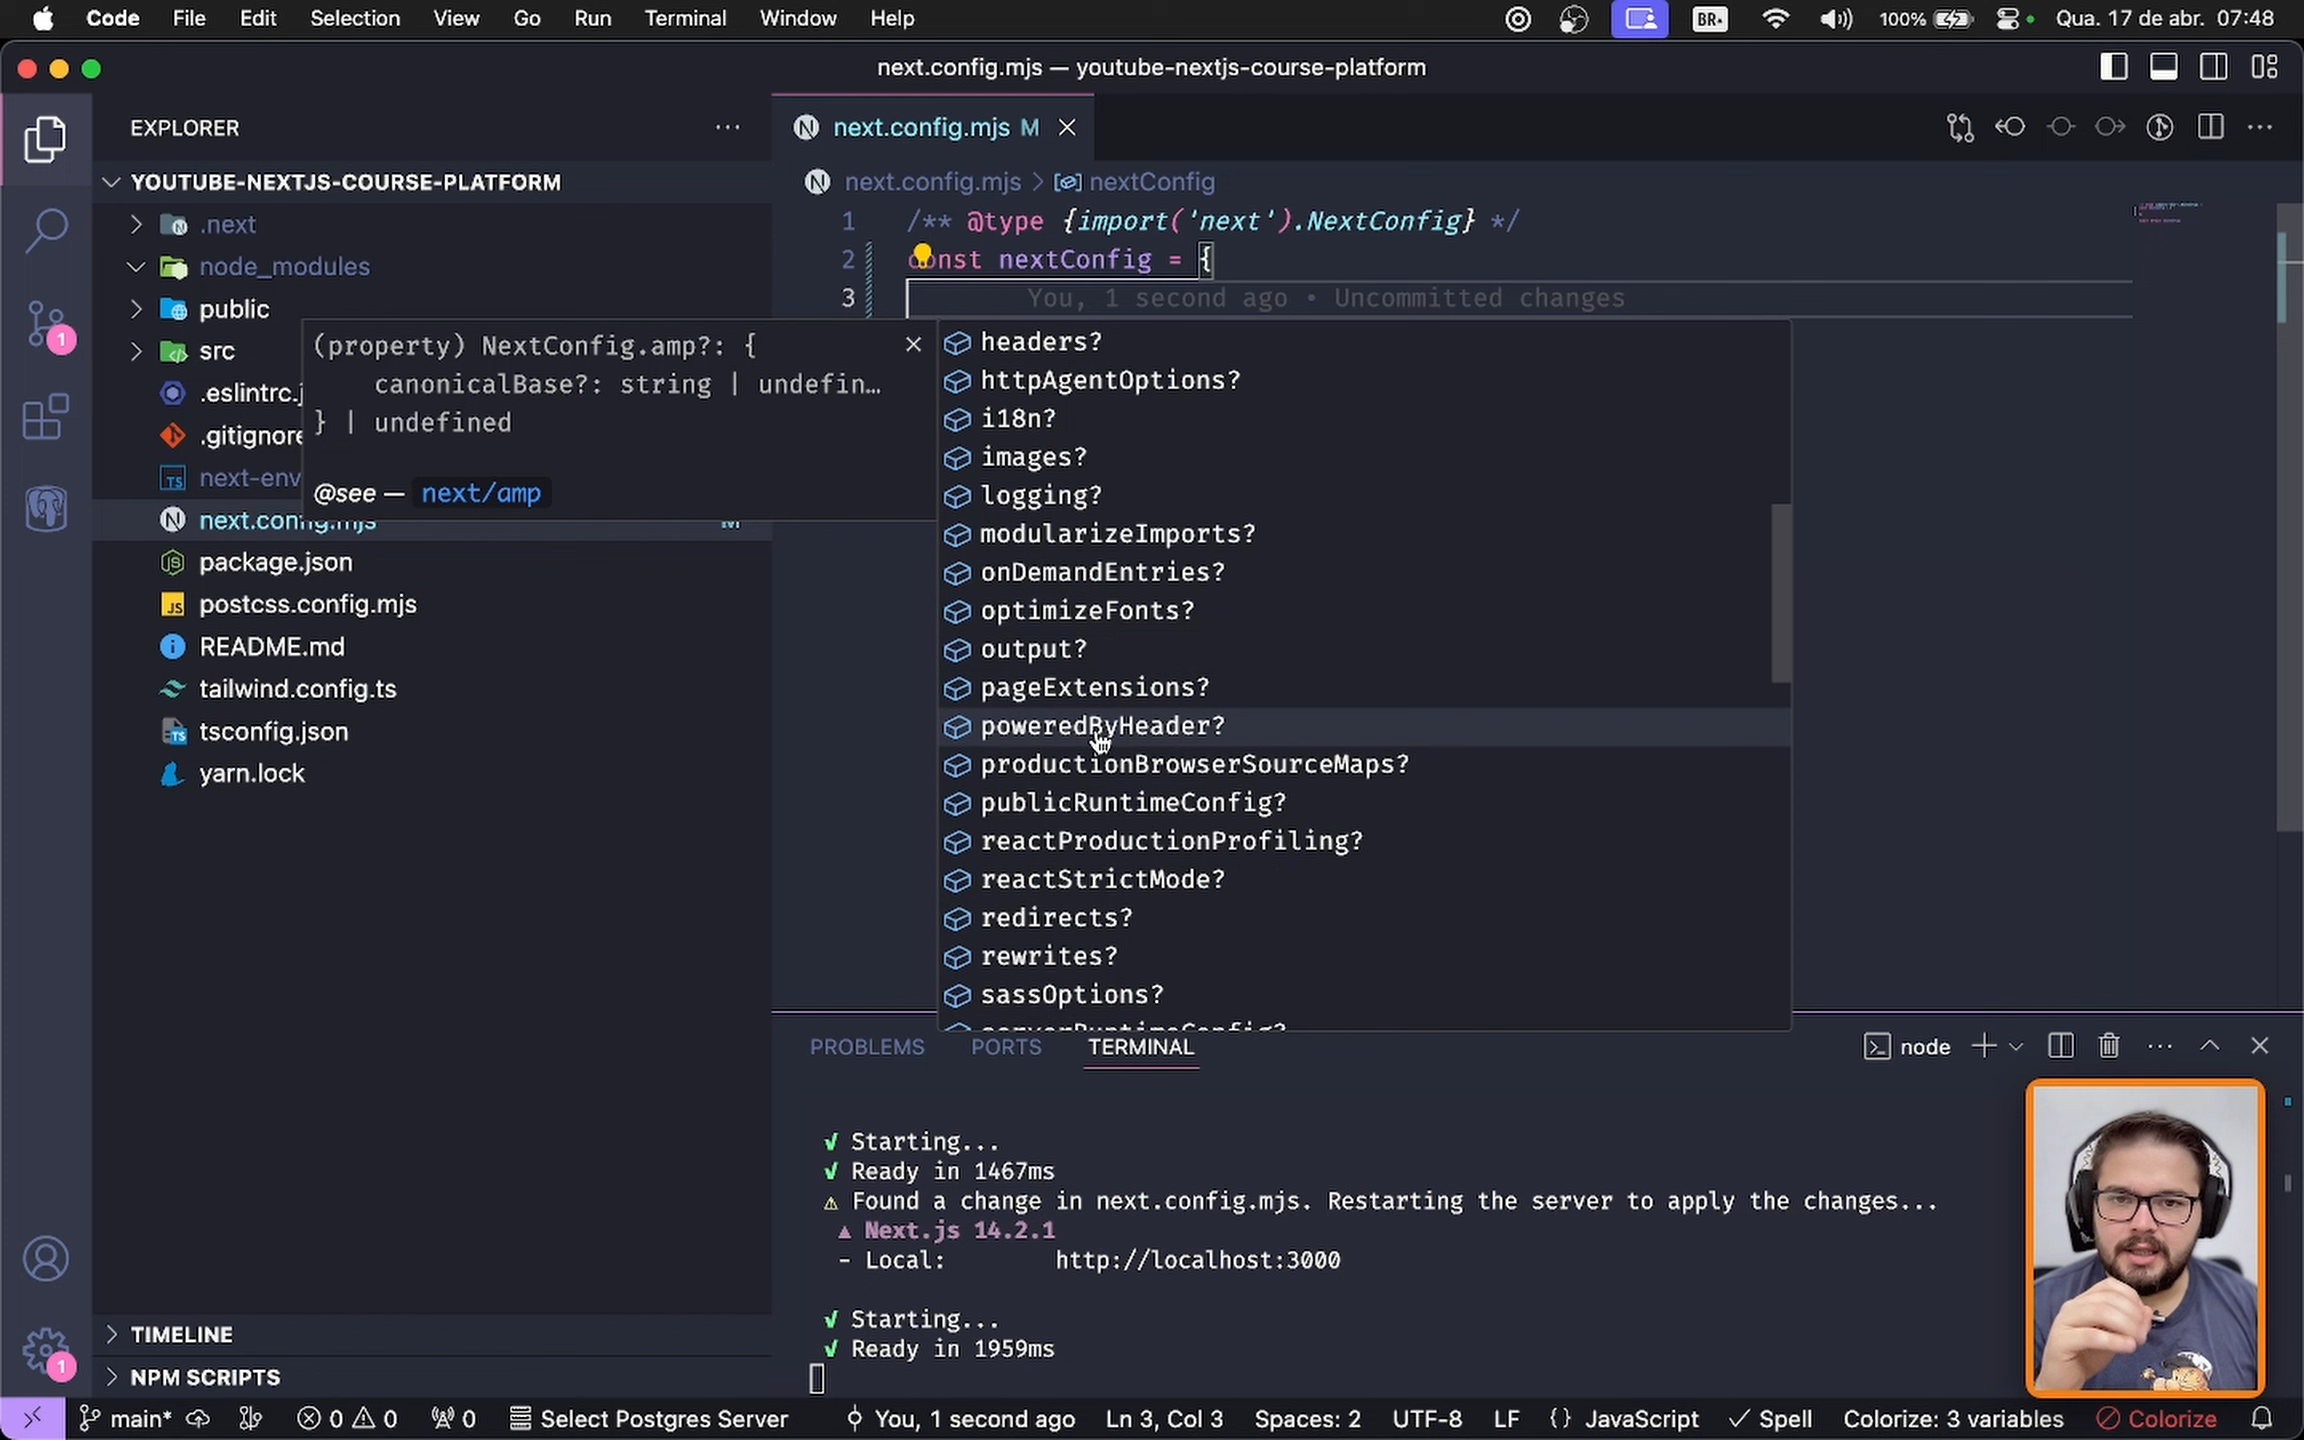 Code File Edit Selection View Go Run Terminal Window Help BR 100% Qua. 17 de abr. 07:48
next.config.mjs — youtube-nextjs-course-platform
EXPLORER
YOUTUBE-NEXTJS-COURSE-PLATFORM
.next
node_modules
public
src
.eslintrc.j
.gitignore
next-env
next.config.mjs M
package.json
postcss.config.mjs
README.md
tailwind.config.ts
tsconfig.json
yarn.lock
TIMELINE
NPM SCRIPTS
1
1
next.config.mjs M
next.config.mjs > nextConfig
1 /** @type {import('next').NextConfig} */
2 const nextConfig = {
3 You, 1 second ago • Uncommitted changes
(property) NextConfig.amp?: {
canonicalBase?: string | undefin…
} | undefined
@see — next/amp
headers?
httpAgentOptions?
i18n?
images?
logging?
modularizeImports?
onDemandEntries?
optimizeFonts?
output?
pageExtensions?
poweredByHeader?
productionBrowserSourceMaps?
publicRuntimeConfig?
reactProductionProfiling?
reactStrictMode?
redirects?
rewrites?
sassOptions?
serverRuntimeConfig?
PROBLEMS PORTS TERMINAL
node
✓ Starting...
✓ Ready in 1467ms
⚠ Found a change in next.config.mjs. Restarting the server to apply the changes...
▲ Next.js 14.2.1
- Local: http://localhost:3000
✓ Starting...
✓ Ready in 1959ms
main* 0 0 0 Select Postgres Server You, 1 second ago Ln 3, Col 3 Spaces: 2 UTF-8 LF {} JavaScript ✓ Spell Colorize: 3 variables Colorize